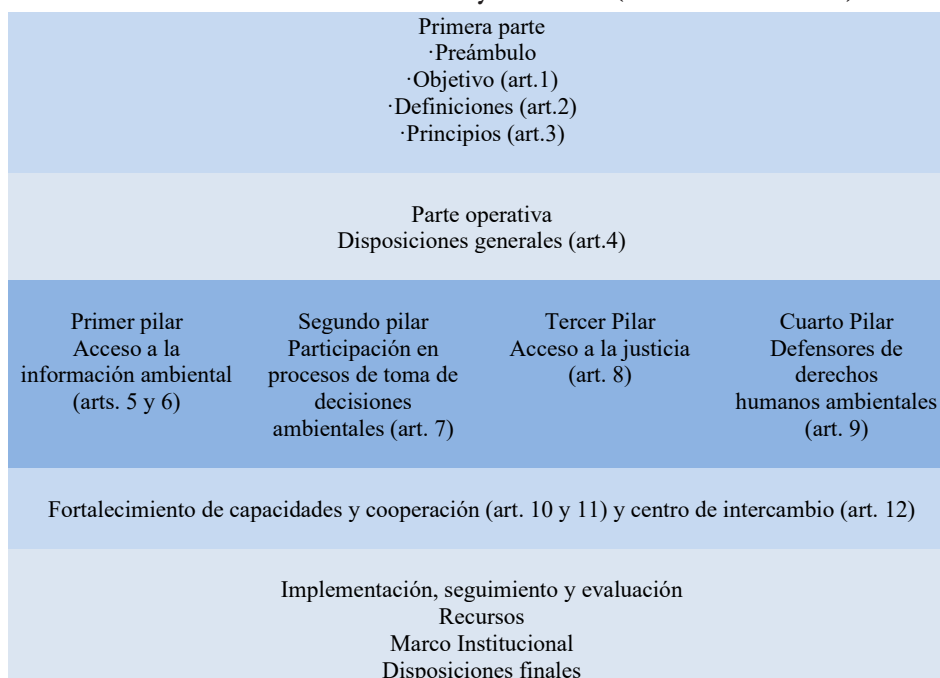 Primera parte
·Preámbulo
·Objetivo (art.1)
·Definiciones (art.2)
·Principios (art.3)
Parte operativa
Disposiciones generales (art.4)
Primer pilar
Acceso a la
información ambiental
(arts. 5 y 6)
Segundo pilar
Participación en
procesos de toma de
decisiones
ambientales (art. 7)
Tercer Pilar
Acceso a la justicia
(art. 8)
Cuarto Pilar
Defensores de
derechos
humanos ambientales
(art. 9)
Fortalecimiento de capacidades y cooperación (art. 10 y 11) y centro de intercambio (art. 12)
Implementación, seguimiento y evaluación
Recursos
Marco Institucional
Disposiciones finales